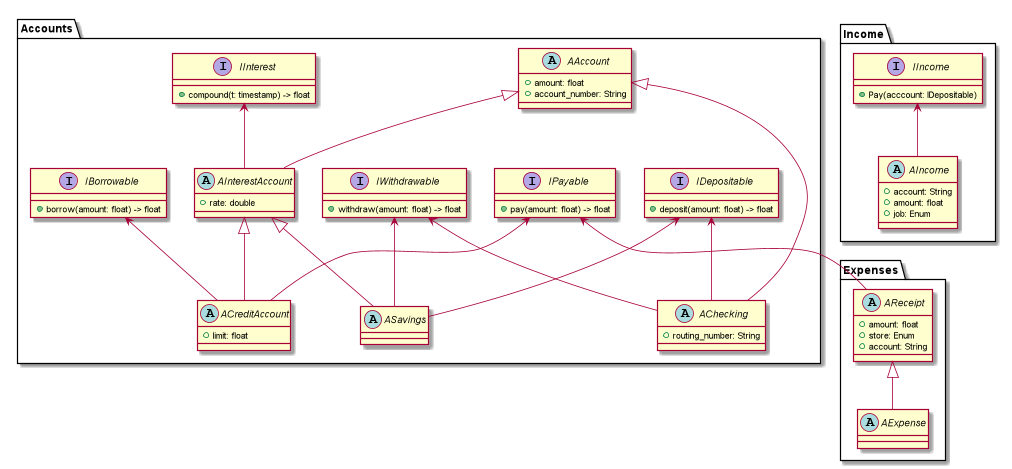 Accounts
I IInterest
compound(t: timestamp) -> float
A AAccount
amount: float
account_number: String
I IBorrowable
borrow(amount: float) -> float
A AInterestAccount
rate: double
I IWithdrawable
withdraw(amount: float) -> float
I IPayable
pay(amount: float) -> float
I IDepositable
deposit(amount: float) -> float
A ACreditAccount
limit: float
A ASavings
A AChecking
routing_number: String
Income
I IIncome
Pay(acccount: IDepositable)
A AIncome
account: String
amount: float
job: Enum
Expenses
A AReceipt
amount: float
store: Enum
account: String
A AExpense